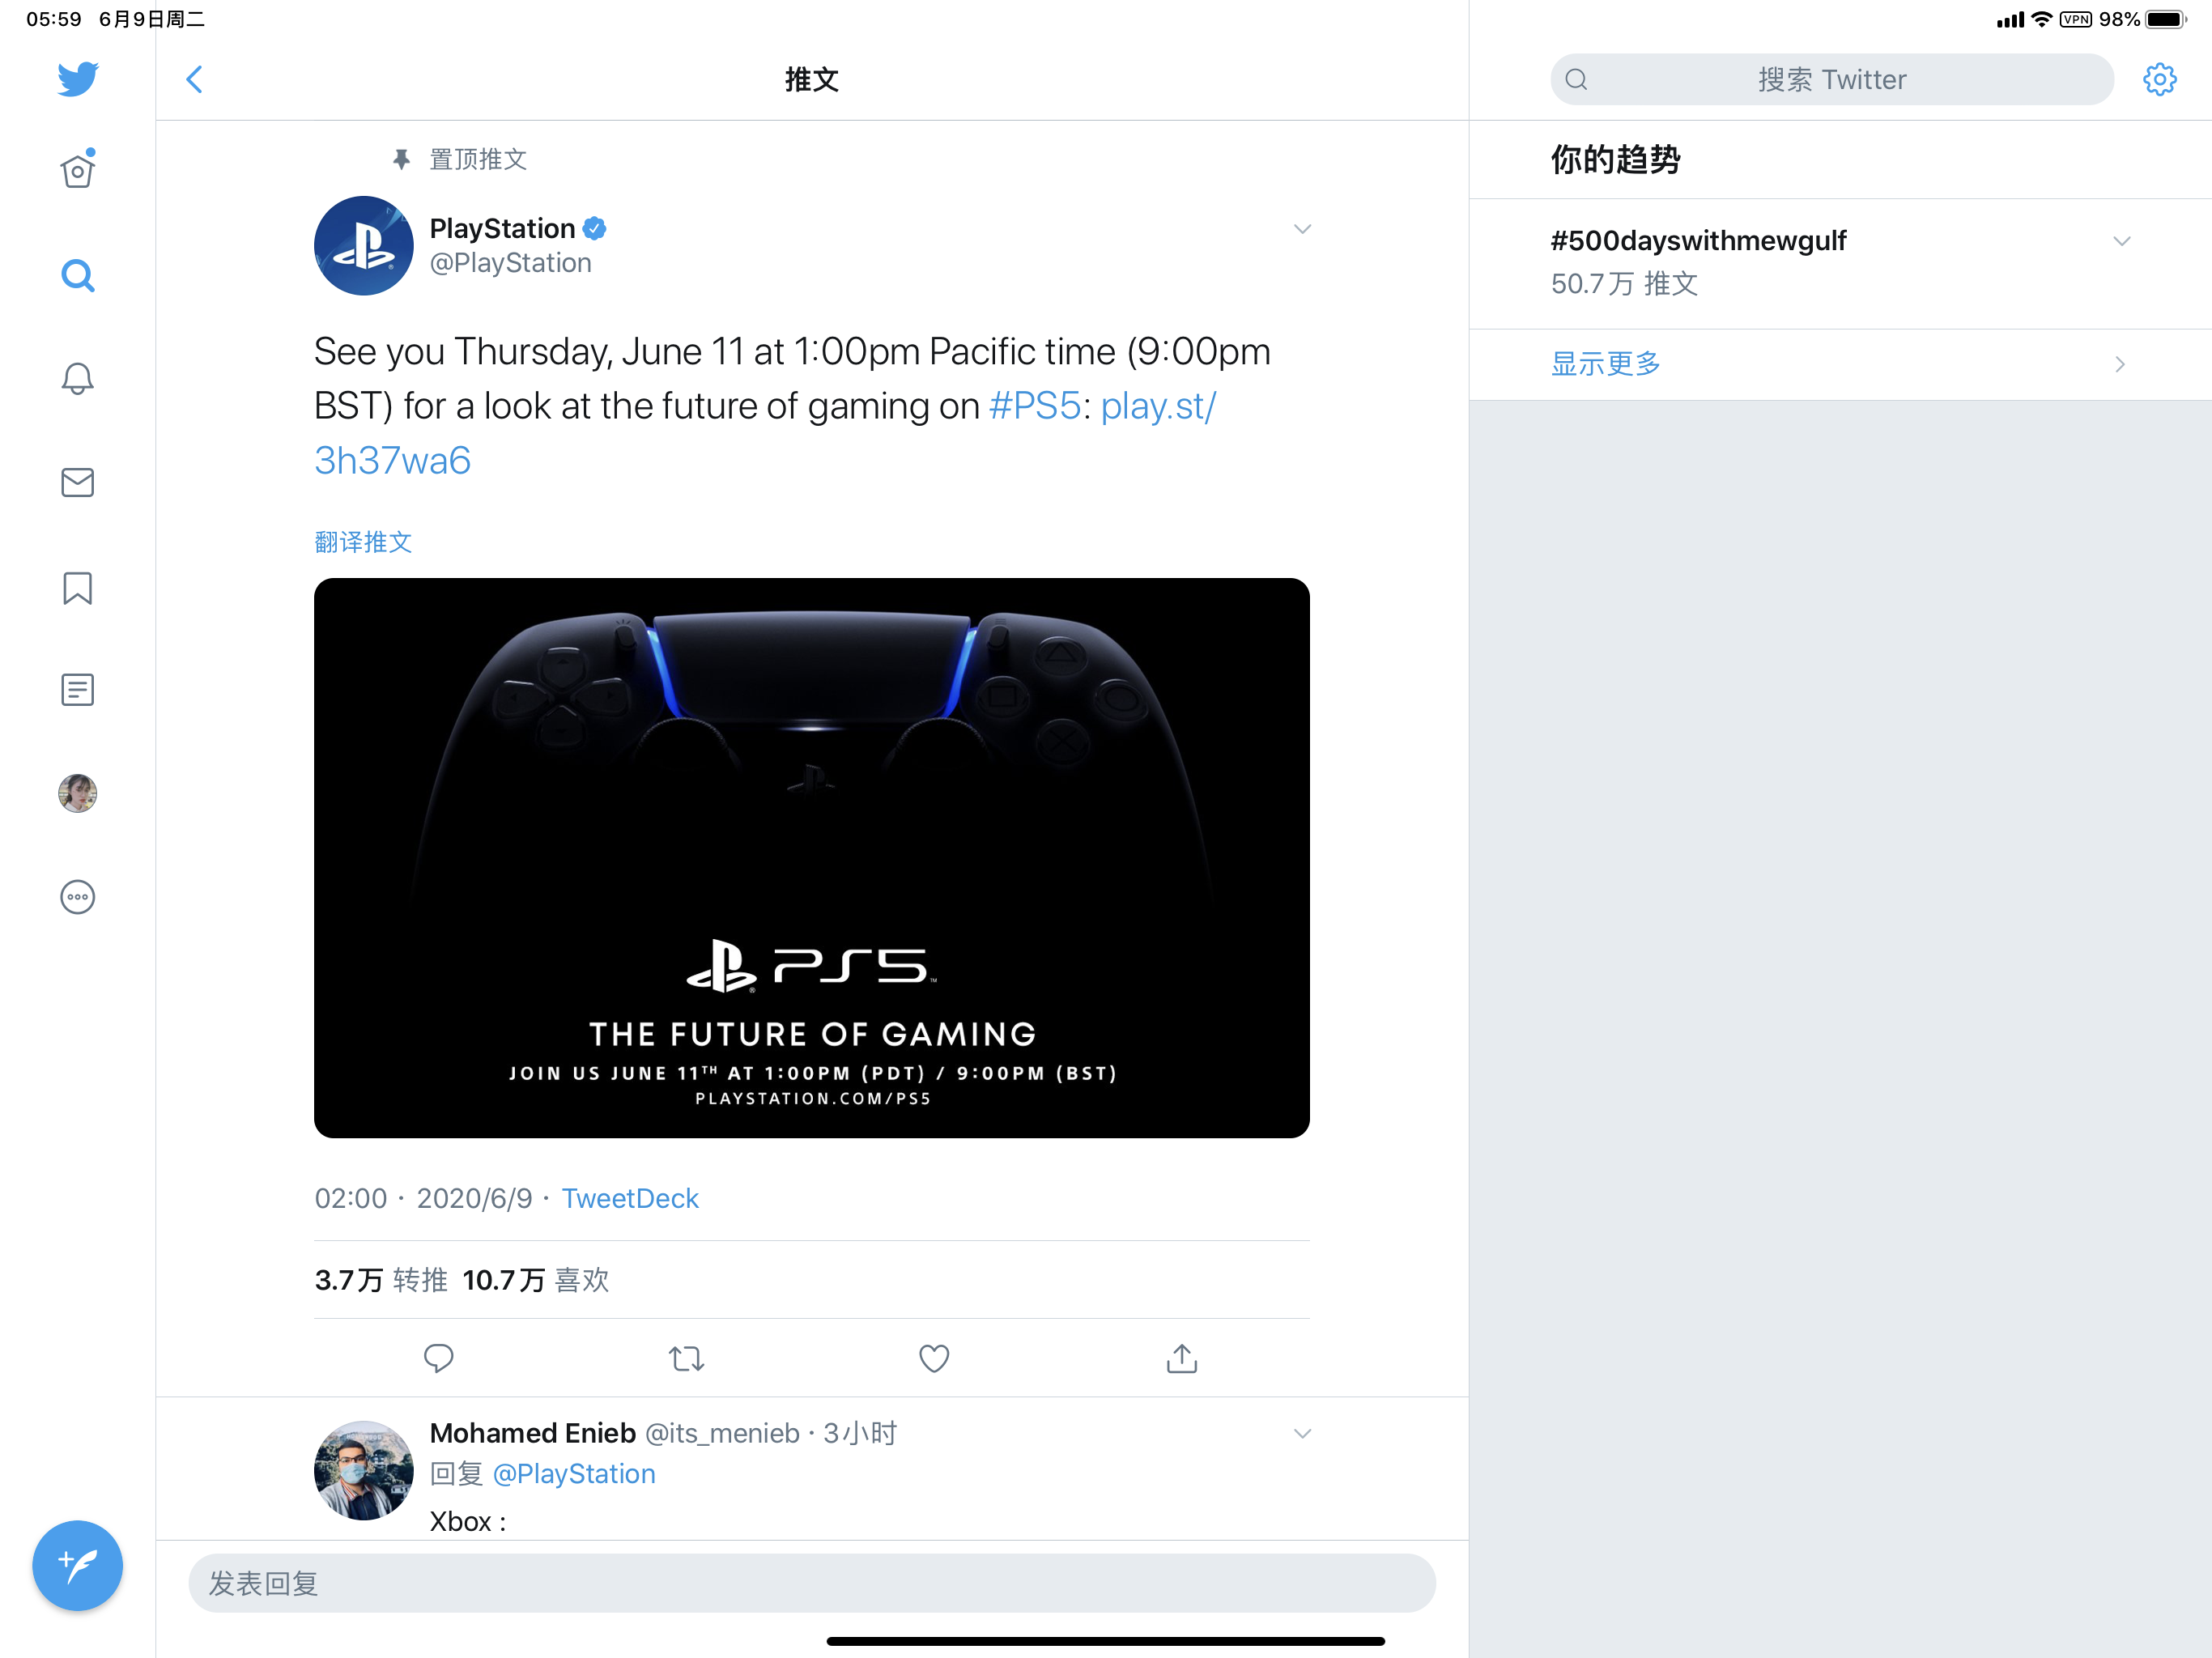 05:59 6月9日周二
VPN 98%
推文
搜索 Twitter
置顶推文
PlayStation
@PlayStation
See you Thursday, June 11 at 1:00pm Pacific time (9:00pm
BST) for a look at the future of gaming on #PS5: play.st/
3h37wa6
翻译推文
PS5™
THE FUTURE OF GAMING
JOIN US JUNE 11TH AT 1:00PM (PDT) / 9:00PM (BST)
PLAYSTATION.COM/PS5
02:00 · 2020/6/9 · TweetDeck
3.7万 转推 10.7万 喜欢
Mohamed Enieb @its_menieb · 3小时
回复 @PlayStation
Xbox :
发表回复
你的趋势
#500dayswithmewgulf
50.7万 推文
显示更多